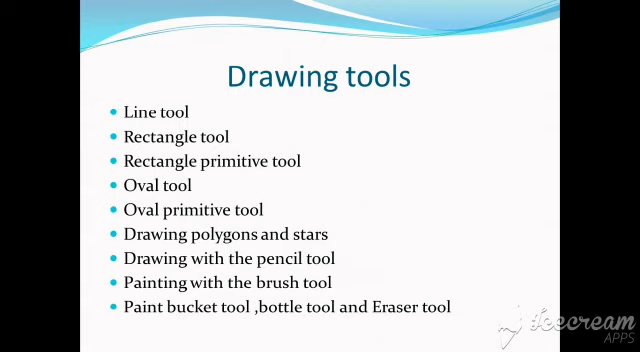 Drawing tools
Line tool
Rectangle tool
Rectangle primitive tool
Oval tool
Oval primitive tool
Drawing polygons and stars
Drawing with the pencil tool
Painting with the brush tool
Paint bucket tool ,bottle tool and Eraser tool
Icecream
APPS